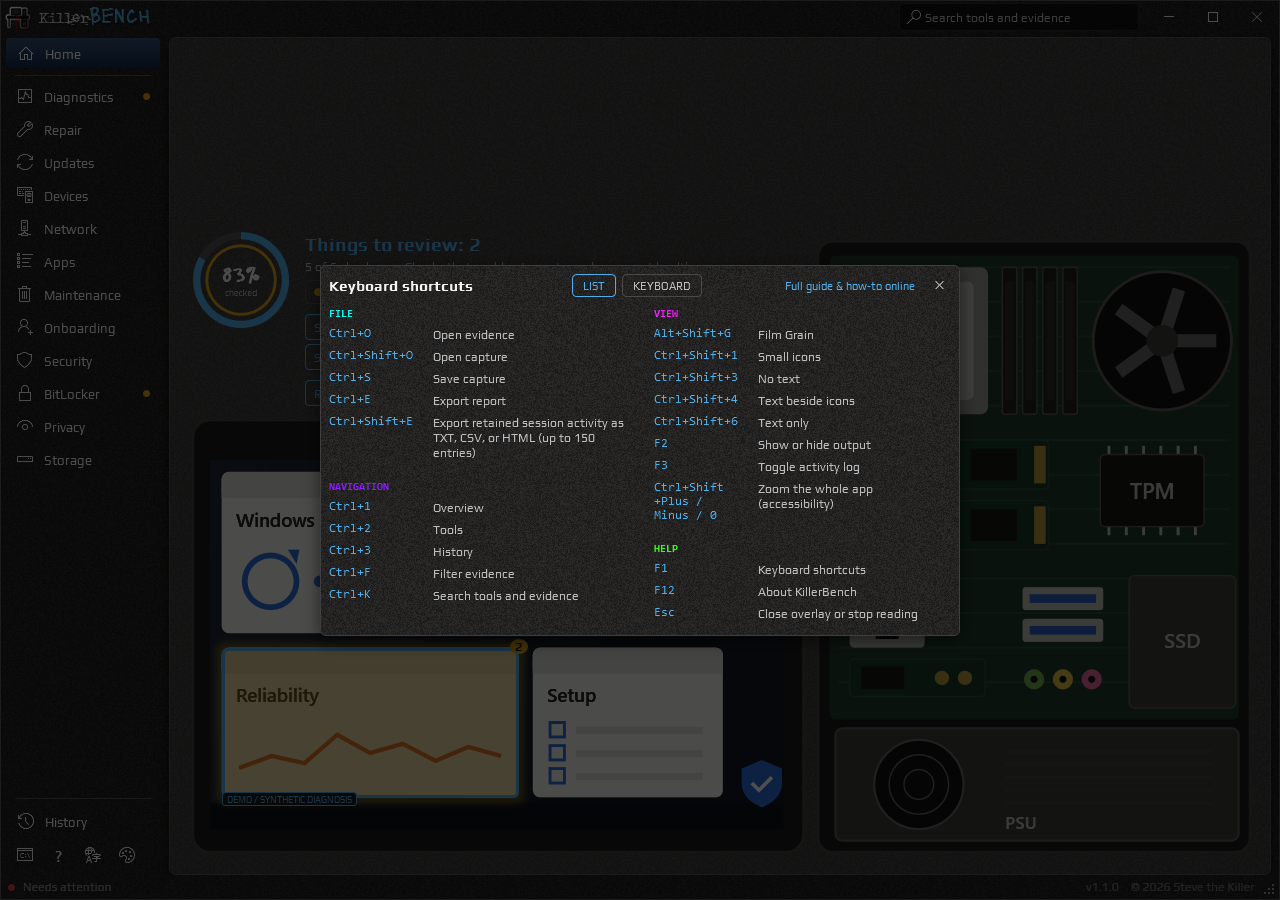 KillerBENCH
Search tools and evidence
Home
Diagnostics
Repair
Updates
Devices
Network
Apps
Maintenance
Onboarding
Security
BitLocker
Privacy
Storage
History
Needs attention
83%
checked
Things to review: 2
Keyboard shortcuts
LIST
KEYBOARD
Full guide & how-to online
FILE
Ctrl+O Open evidence
Ctrl+Shift+O Open capture
Ctrl+S Save capture
Ctrl+E Export report
Ctrl+Shift+E Export retained session activity as
TXT, CSV, or HTML (up to 150
entries)
NAVIGATION
Ctrl+1 Overview
Ctrl+2 Tools
Ctrl+3 History
Ctrl+F Filter evidence
Ctrl+K Search tools and evidence
VIEW
Alt+Shift+G Film Grain
Ctrl+Shift+1 Small icons
Ctrl+Shift+3 No text
Ctrl+Shift+4 Text beside icons
Ctrl+Shift+6 Text only
F2 Show or hide output
F3 Toggle activity log
Ctrl+Shift Zoom the whole app
+Plus / (accessibility)
Minus / 0
HELP
F1 Keyboard shortcuts
F12 About KillerBench
Esc Close overlay or stop reading
Windows
2
Reliability
Setup
DEMO / SYNTHETIC DIAGNOSIS
TPM
SSD
PSU
v1.1.0 © 2026 Steve the Killer